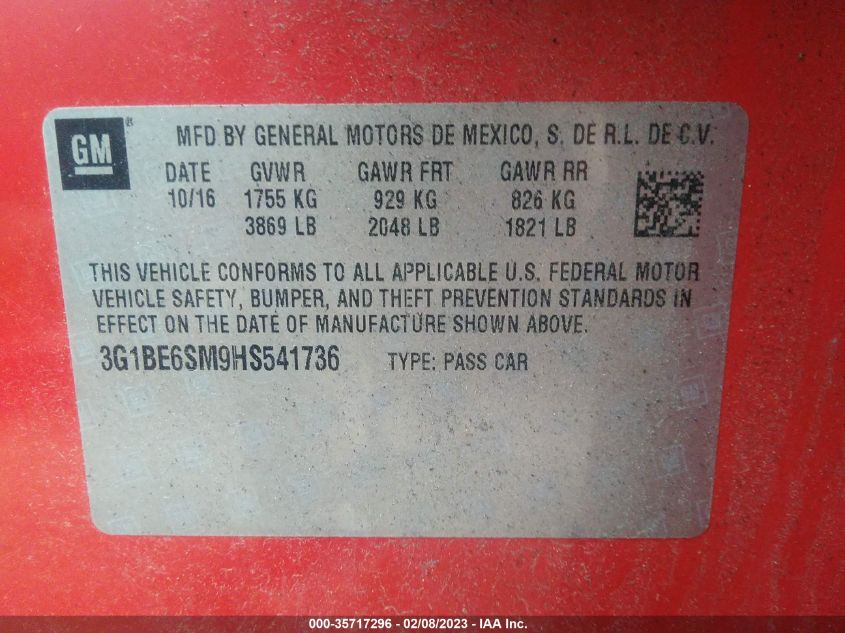 GM ®
MFD BY GENERAL MOTORS DE MEXICO, S. DE R.L. DE C.V.
DATE GVWR GAWR FRT GAWR RR
10/16 1755 KG 929 KG 826 KG
3869 LB 2048 LB 1821 LB
THIS VEHICLE CONFORMS TO ALL APPLICABLE U.S. FEDERAL MOTOR
VEHICLE SAFETY, BUMPER, AND THEFT PREVENTION STANDARDS IN
EFFECT ON THE DATE OF MANUFACTURE SHOWN ABOVE.
3G1BE6SM9HS541736 TYPE: PASS CAR
000-35717296 - 02/08/2023 - IAA Inc.